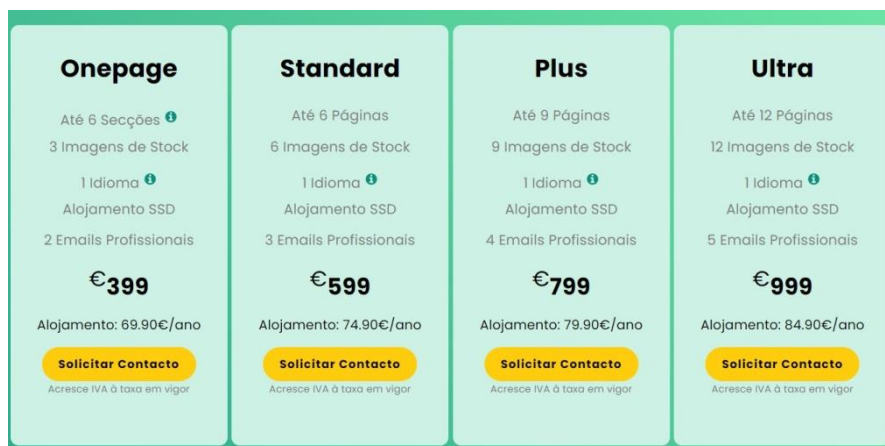 Onepage
Até 6 Secções
3 Imagens de Stock
1 Idioma
Alojamento SSD
2 Emails Profissionais
€399
Alojamento: 69.90€/ano
Solicitar Contacto
Acresce IVA à taxa em vigor
Standard
Até 6 Páginas
6 Imagens de Stock
1 Idioma
Alojamento SSD
3 Emails Profissionais
€599
Alojamento: 74.90€/ano
Solicitar Contacto
Acresce IVA à taxa em vigor
Plus
Até 9 Páginas
9 Imagens de Stock
1 Idioma
Alojamento SSD
4 Emails Profissionais
€799
Alojamento: 79.90€/ano
Solicitar Contacto
Acresce IVA à taxa em vigor
Ultra
Até 12 Páginas
12 Imagens de Stock
1 Idioma
Alojamento SSD
5 Emails Profissionais
€999
Alojamento: 84.90€/ano
Solicitar Contacto
Acresce IVA à taxa em vigor